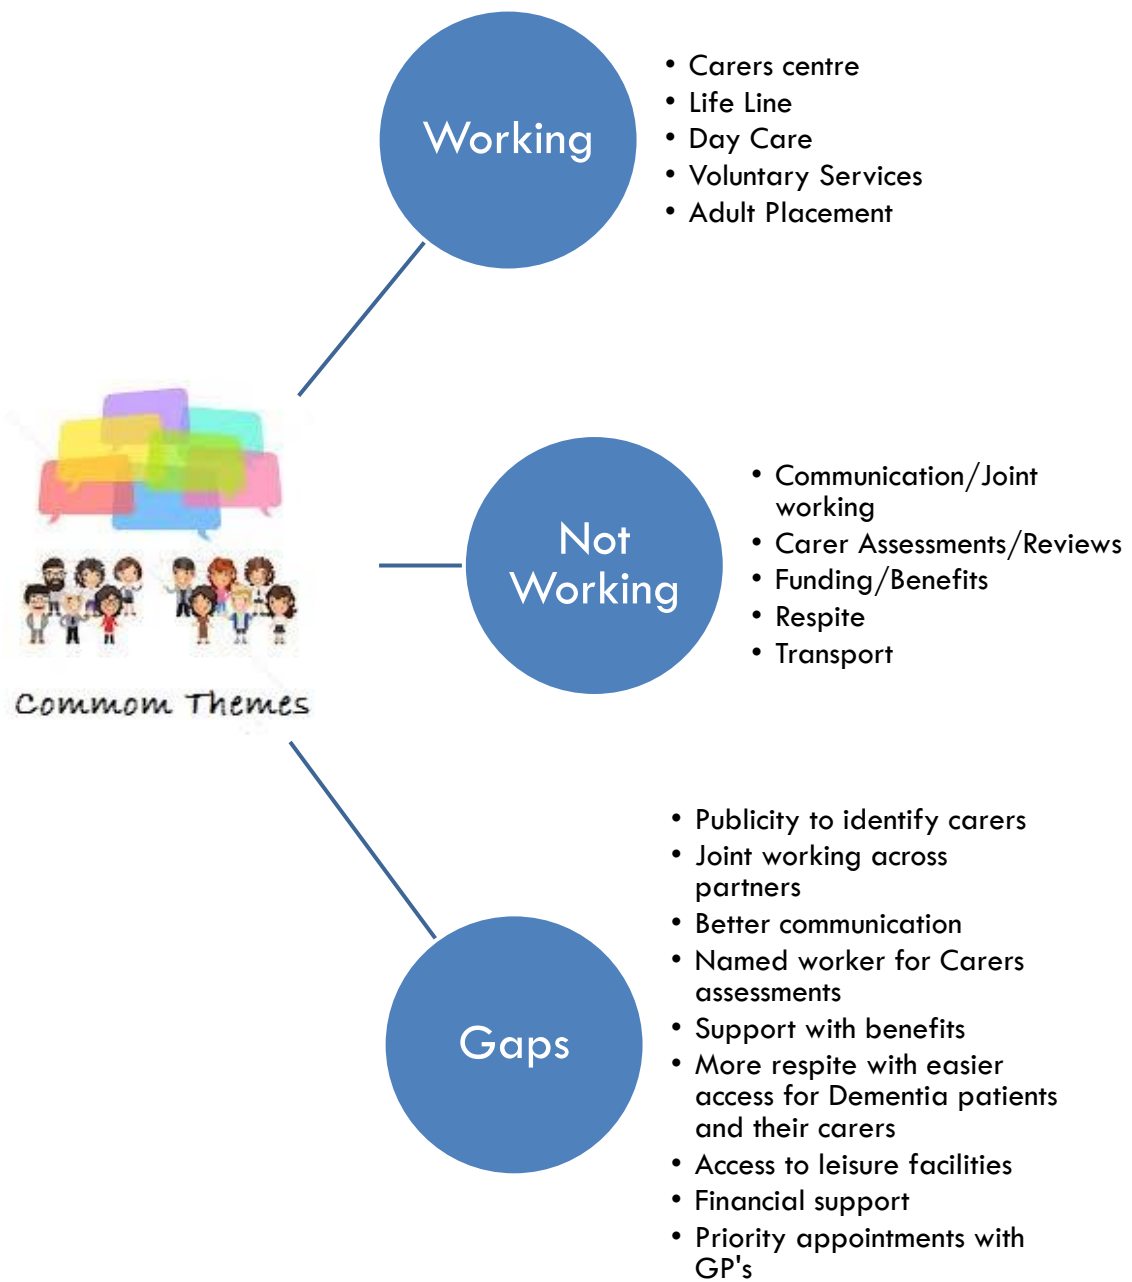 Working
• Carers centre
• Life Line
• Day Care
• Voluntary Services
• Adult Placement
Commom Themes
Not
Working
• Communication/Joint
working
• Carer Assessments/Reviews
• Funding/Benefits
• Respite
• Transport
Gaps
• Publicity to identify carers
• Joint working across
partners
• Better communication
• Named worker for Carers
assessments
• Support with benefits
• More respite with easier
access for Dementia patients
and their carers
• Access to leisure facilities
• Financial support
• Priority appointments with
GP's